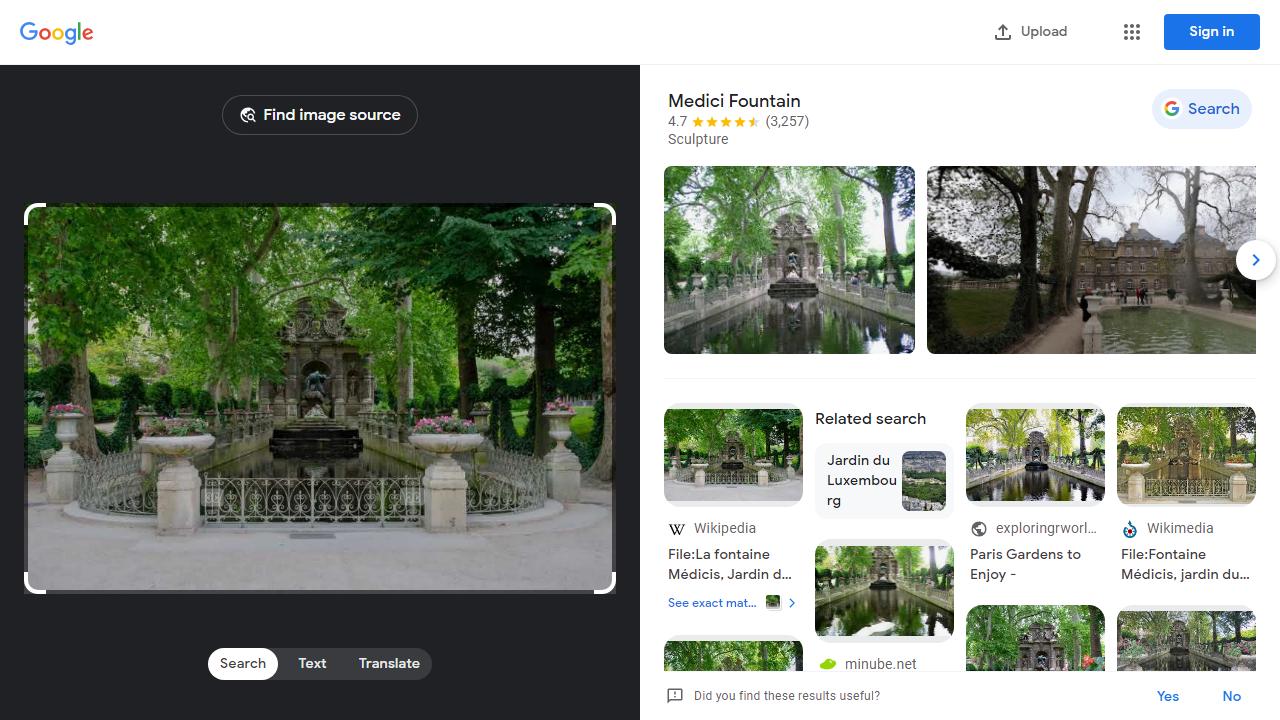 Google
Upload
Sign in
Find image source
Medici Fountain
4.7 (3,257)
Sculpture
Search
Related search
Jardin du
Luxembou
rg
Wikipedia
File:La fontaine
Médicis, Jardin d...
See exact mat...
minube.net
exploringrworl...
Paris Gardens to
Enjoy -
Wikimedia
File:Fontaine
Médicis, jardin du...
Search Text Translate
Did you find these results useful?
Yes No